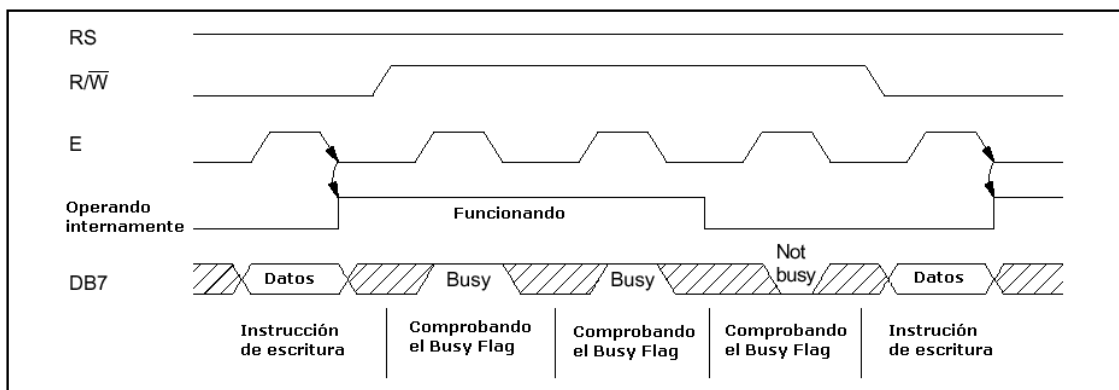 RS
R/W̅
E
Operando
internamente
Funcionando
DB7
Datos
Busy
Busy
Not
busy
Datos
Instrucción
de escritura
Comprobando
el Busy Flag
Comprobando
el Busy Flag
Comprobando
el Busy Flag
Instrución
de escritura